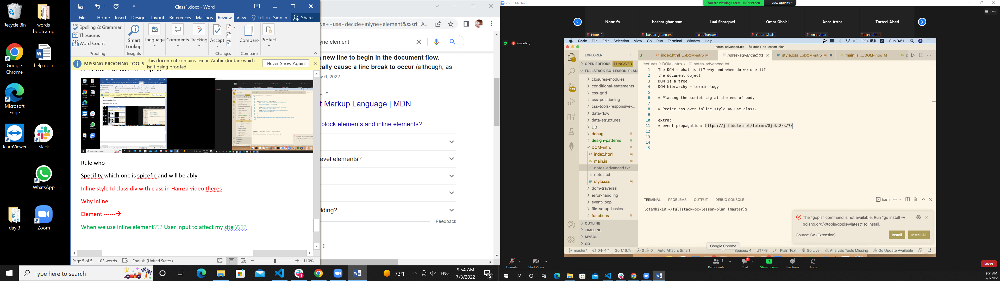 Recycle Bin
words bootcamp
Google Chrome
help.docx
Microsoft Edge
TeamViewer
Slack
WhatsApp
day 3
Zoom
Class1.docx - Word
File Home Insert Design Layout References Mailings Review View Tell m Sign in Share
Spelling & Grammar
Thesaurus
Word Count
Proofing
Smart Lookup
Insights
Language
Comments
Tracking
Accept
Changes
Compare
Compare
Protect
MISSING PROOFING TOOLS This document contains text in Arabic (Jordan) which isn't being proofed. Never Show Again
Error when we add the script in
Rule who
Specifity which one is spicefic and will be ably
Inline style Id class div with class in Hamza video theres
Why inline
Element.------→
When we use inline element??? User input to affect my site ????
Page 5 of 5 103 words English (United States) 110%
we++use+decide+inlyne+element&sxsrf=A...
yne element
new line to begin in the document flow.
cally cause a line break to occur (although, as
y 6, 2022
t Markup Language | MDN
block elements and inline elements?
evel elements?
dding?
Feedback
Type here to search
73°F ENG 9:54 AM
7/3/2022
5
Zoom Meeting
You are viewing Lotem Hiki's screen View Options
View
Noor-fa bashar ghannam Luai Sharqawi Omar Obaisi Anas Attar Tarteel Abed
Noor-fa bashar ghannam Luai Sharqawi Omar Obaisi Anas Attar Tarteel Abed
Recording
Code File Edit Selection View Go Run Terminal Window Help 100% A Sun 9:51
notes-advanced.txt — fullstack-bc-lesson-plan
EXPLORER
U index.html .../DOM-intro M notes-advanced.txt style.css .../DOM-intro M main.js .../DOM-intro M JS p
OPEN EDITORS 1 UNSAVED
FULLSTACK-BC-LESSON-PLAN
lectures > DOM-intro > notes-advanced.txt
closures-modules
conditional-statements
css-grid
css-positioning
css-tools-responsive-...
data-flow
data-structures
DB
debug
design-patterns
DOM-intro
index.html M
main.js M
notes-advanced.txt
notes.txt
style.css M
dom-traversal
error-handling
event-loop
file-setup-basics
functions
OUTLINE
TIMELINE
MYSQL
GO
1 The DOM - what is it? why and when do we use it?
2 the document object
3 DOM is a tree
4 DOM hierarchy - terminology
5
6 * Placing the script tag at the end of body
7
8 * Prefer css over inline style => use class.
9
10 extra:
11 * event propagation: https://jsfiddle.net/lotemh/8jdkt8xs/7/
12
13
14
15
TERMINAL PROBLEMS OUTPUT DEBUG CONSOLE bash
lotemhiki@:~/fullstack-bc-lesson-plan (master)$
The "gopls" command is not available. Run "go install -v
golang.org/x/tools/gopls@latest" to install.
Source: Go (Extension) Install Install All
Google Chrome
master* 0↓ 4↑ Go 1.16 0 0 Auto Attach: Smart Spaces: 4 UTF-8 LF Plain Text Go Live Analysis Tools Missing Go Update Available
Unmute Start Video Participants 13 Chat 1 Share Screen Reactions Apps Leave
9:54 AM
7/3/2022